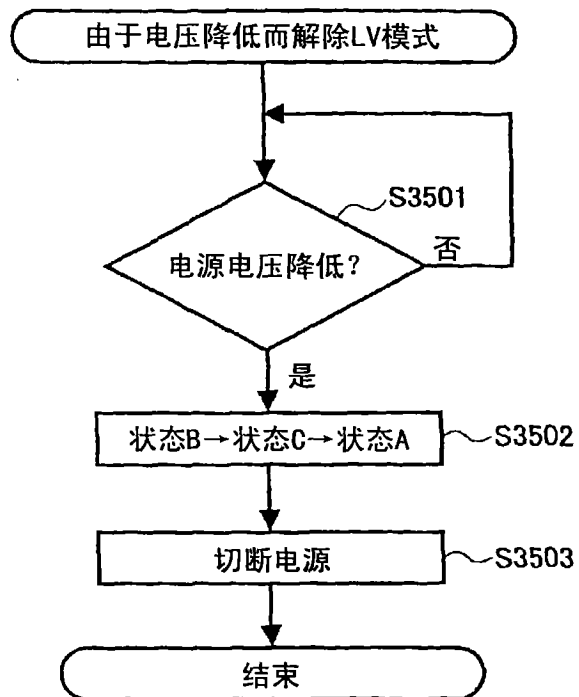 由于电压降低而解除LV模式
S3501
电源电压降低?
否
是
状态B→状态C→状态A
S3502
切断电源
S3503
结束